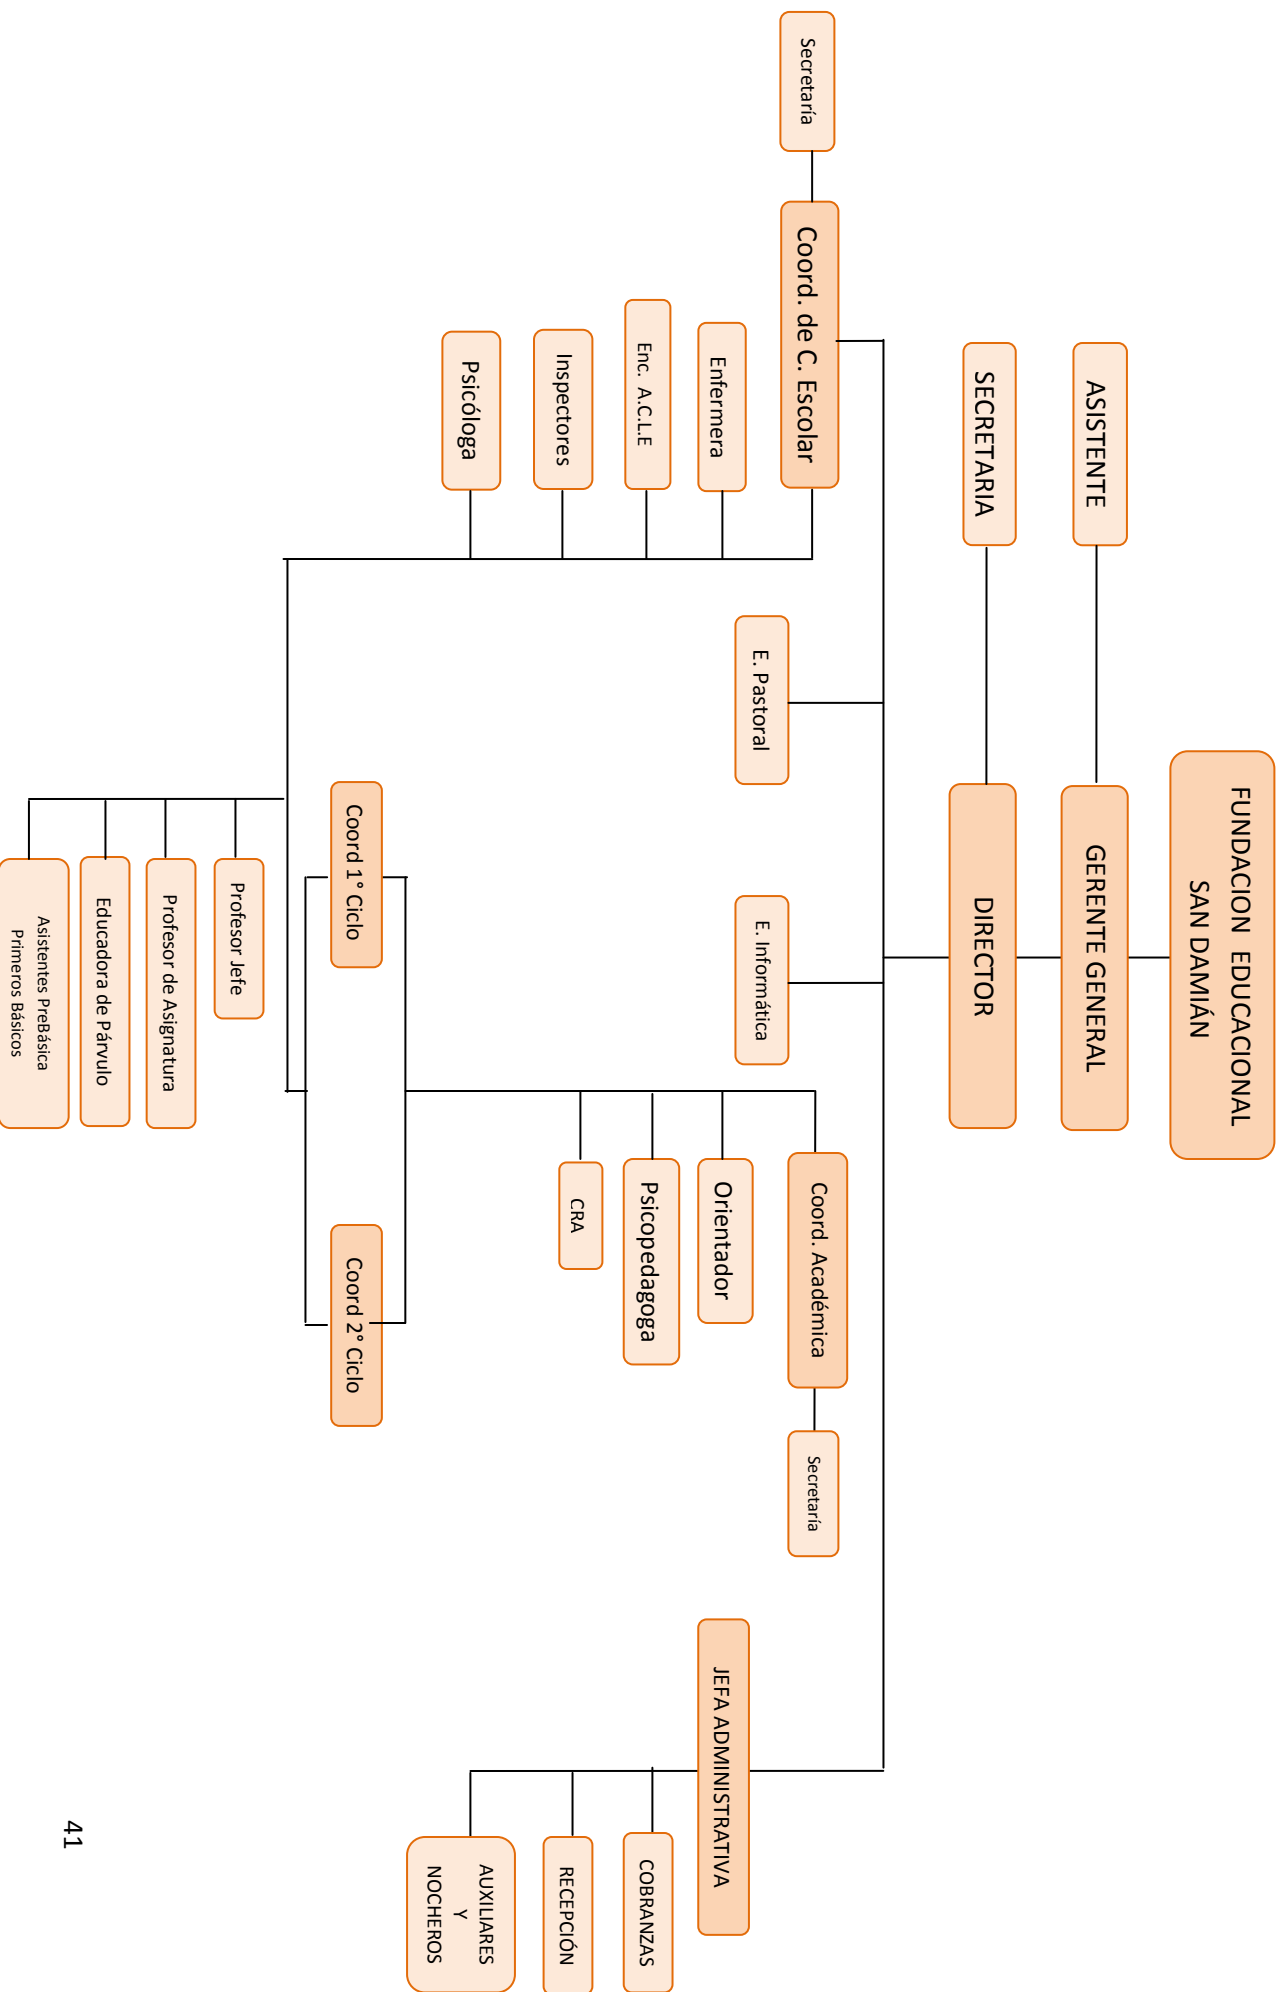 FUNDACION EDUCACIONAL
SAN DAMIÁN
ASISTENTE
GERENTE GENERAL
SECRETARIA
DIRECTOR
Secretaría
Coord. de C. Escolar
Coord. Académica
Secretaría
E. Pastoral
E. Informática
JEFA ADMINISTRATIVA
Enfermera
Orientador
Enc. A.C.L.E
Psicopedagoga
COBRANZAS
Inspectores
CRA
RECEPCIÓN
Psicóloga
AUXILIARES
Y
NOCHEROS
Coord 1° Ciclo
Coord 2° Ciclo
Profesor Jefe
Profesor de Asignatura
Educadora de Párvulo
Asistentes PreBásica
Primeros Básicos
41